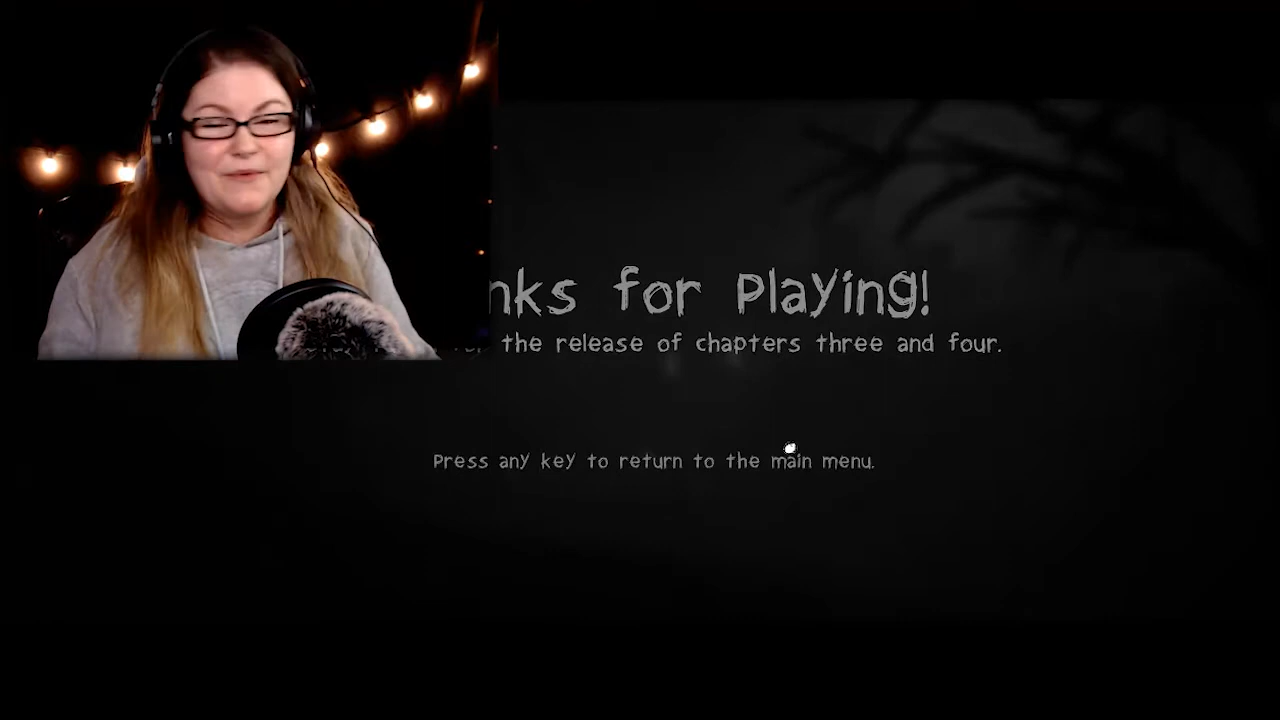 nks for Playing!
the release of chapters three and four.
Press any key to return to the main menu.